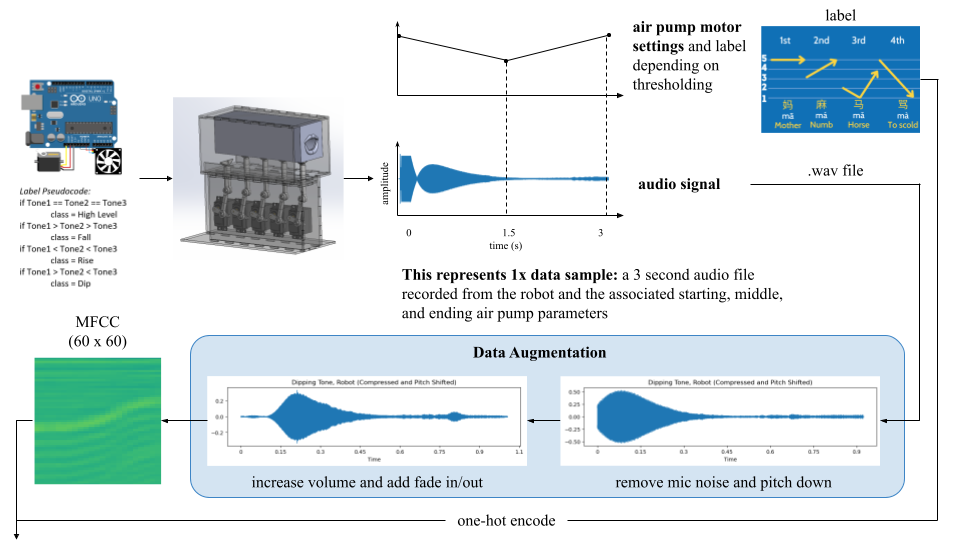 label
air pump motor
settings and label
depending on
thresholding
1st 2nd 3rd 4th
5
4
3
2
1
妈 麻 马 骂
mā má mǎ mà
Mother Numb Horse To scold
UNO
ARDUINO
Label Pseudocode:
if Tone1 == Tone2 == Tone3
class = High Level
if Tone1 > Tone2 > Tone3
class = Fall
if Tone1 < Tone2 < Tone3
class = Rise
if Tone1 > Tone2 < Tone3
class = Dip
amplitude
0 1.5 3
time (s)
audio signal
.wav file
This represents 1x data sample: a 3 second audio file
recorded from the robot and the associated starting, middle,
and ending air pump parameters
MFCC
(60 x 60)
Data Augmentation
Dipping Tone, Robot (Compressed and Pitch Shifted)
0.2
0.0
-0.2
0 0.15 0.3 0.45 0.6 0.75 0.9 1.1
Time
increase volume and add fade in/out
Dipping Tone, Robot (Compressed and Pitch Shifted)
0.50
0.25
0.00
-0.25
-0.50
0 0.15 0.3 0.45 0.6 0.75 0.9
Time
remove mic noise and pitch down
one-hot encode